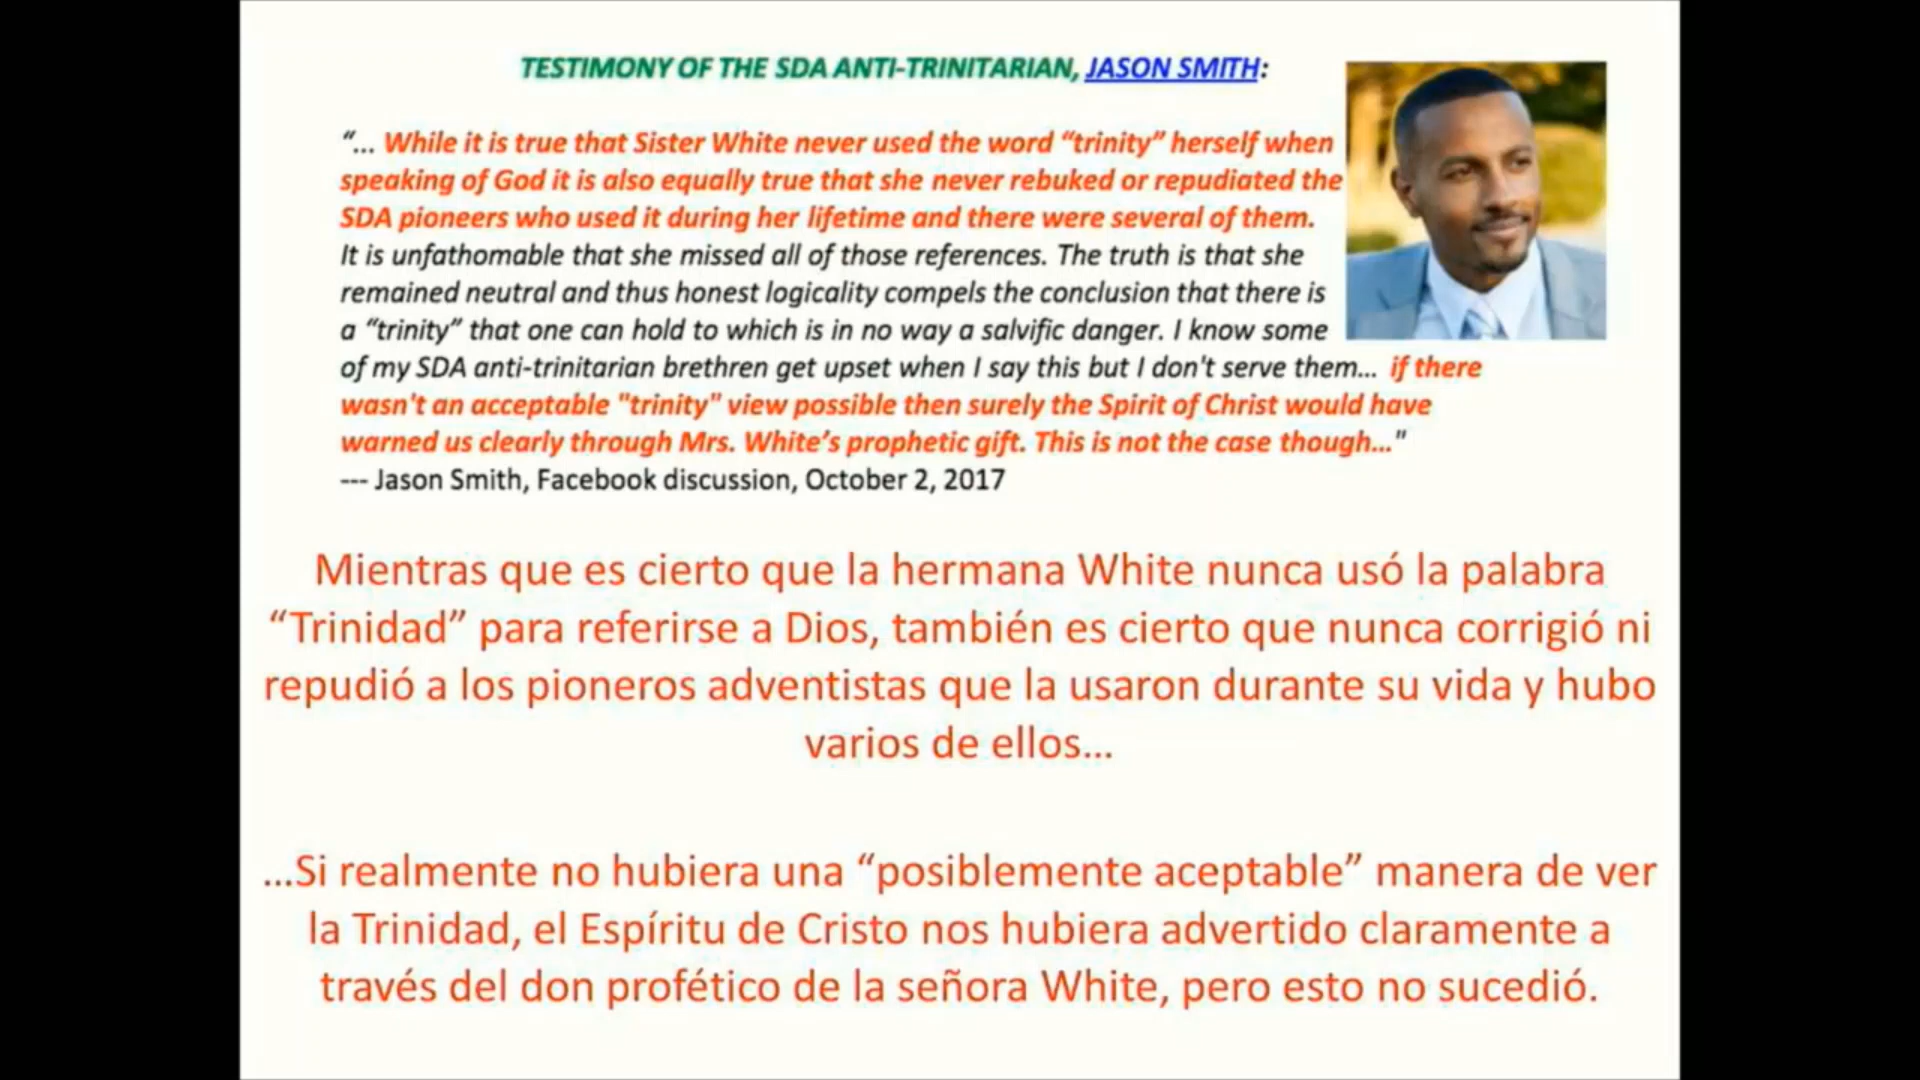 TESTIMONY OF THE SDA ANTI-TRINITARIAN, JASON SMITH:
“... While it is true that Sister White never used the word “trinity” herself when
speaking of God it is also equally true that she never rebuked or repudiated the
SDA pioneers who used it during her lifetime and there were several of them.
It is unfathomable that she missed all of those references. The truth is that she
remained neutral and thus honest logicality compels the conclusion that there is
a “trinity” that one can hold to which is in no way a salvific danger. I know some
of my SDA anti-trinitarian brethren get upset when I say this but I don't serve them... if there
wasn't an acceptable "trinity" view possible then surely the Spirit of Christ would have
warned us clearly through Mrs. White’s prophetic gift. This is not the case though..."
--- Jason Smith, Facebook discussion, October 2, 2017
Mientras que es cierto que la hermana White nunca usó la palabra
“Trinidad” para referirse a Dios, también es cierto que nunca corrigió ni
repudió a los pioneros adventistas que la usaron durante su vida y hubo
varios de ellos...
...Si realmente no hubiera una “posiblemente aceptable” manera de ver
la Trinidad, el Espíritu de Cristo nos hubiera advertido claramente a
través del don profético de la señora White, pero esto no sucedió.